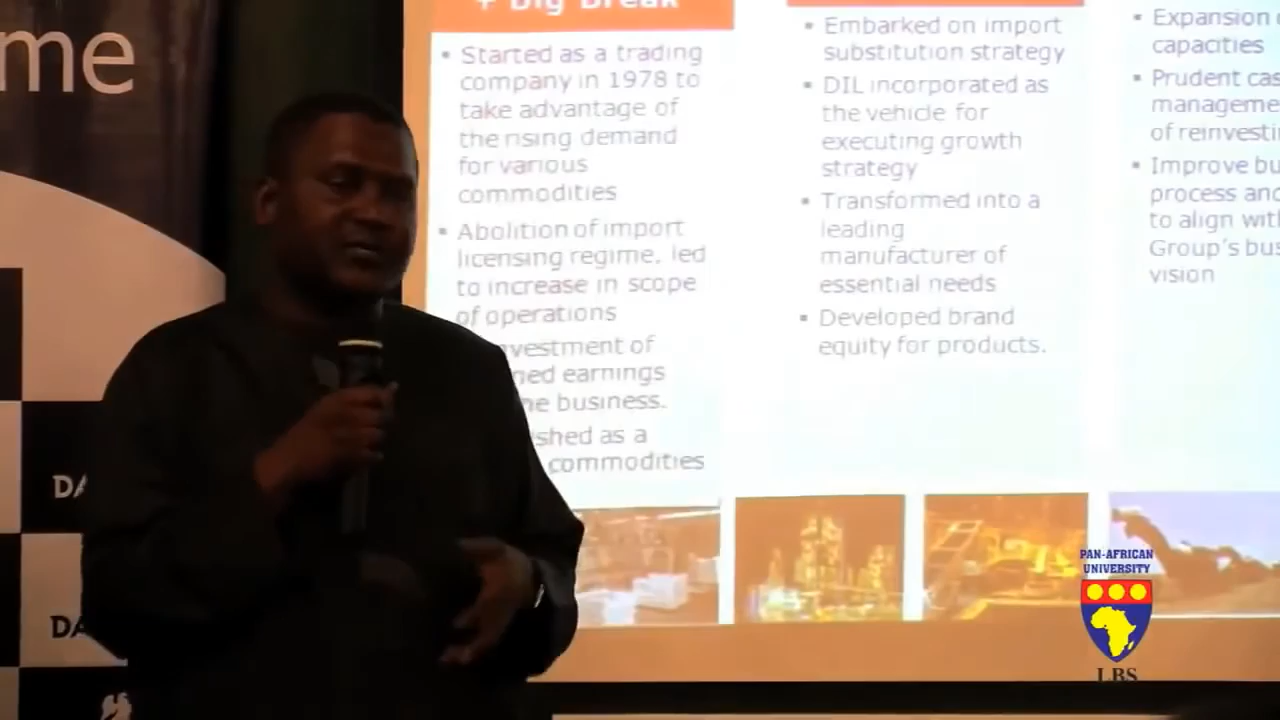 me
+ Big Break
Started as a trading
company in 1978 to
take advantage of
the rising demand
for various
commodities
Abolition of import
licensing regime, led
to increase in scope
of operations
vestment of
ned earnings
he business.
shed as a
commodities
Embarked on import
substitution strategy
DIL incorporated as
the vehicle for
executing growth
strategy
Transformed into a
leading
manufacturer of
essential needs
Developed brand
equity for products.
Expansion
capacities
Prudent cas
manageme
of reinvesti
Improve bu
process and
to align wit
Group's bus
vision
DA
DA
PAN-AFRICAN
UNIVERSITY
LBS